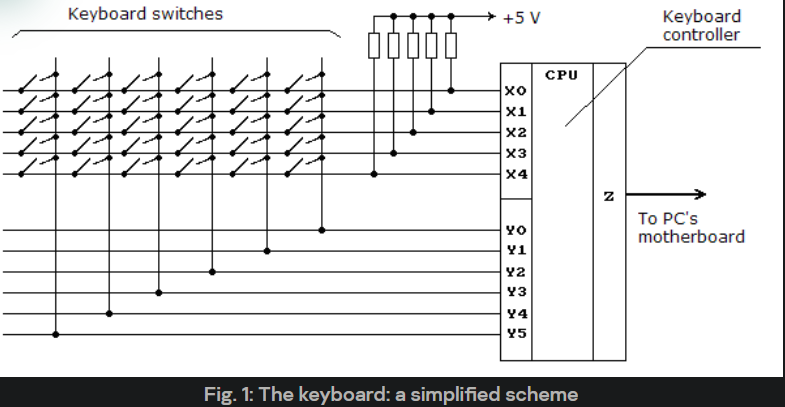 Keyboard switches
+5 V
Keyboard
controller
CPU
X0
X1
X2
X3
X4
Z
To PC's
motherboard
Y0
Y1
Y2
Y3
Y4
Y5
Fig. 1: The keyboard: a simplified scheme